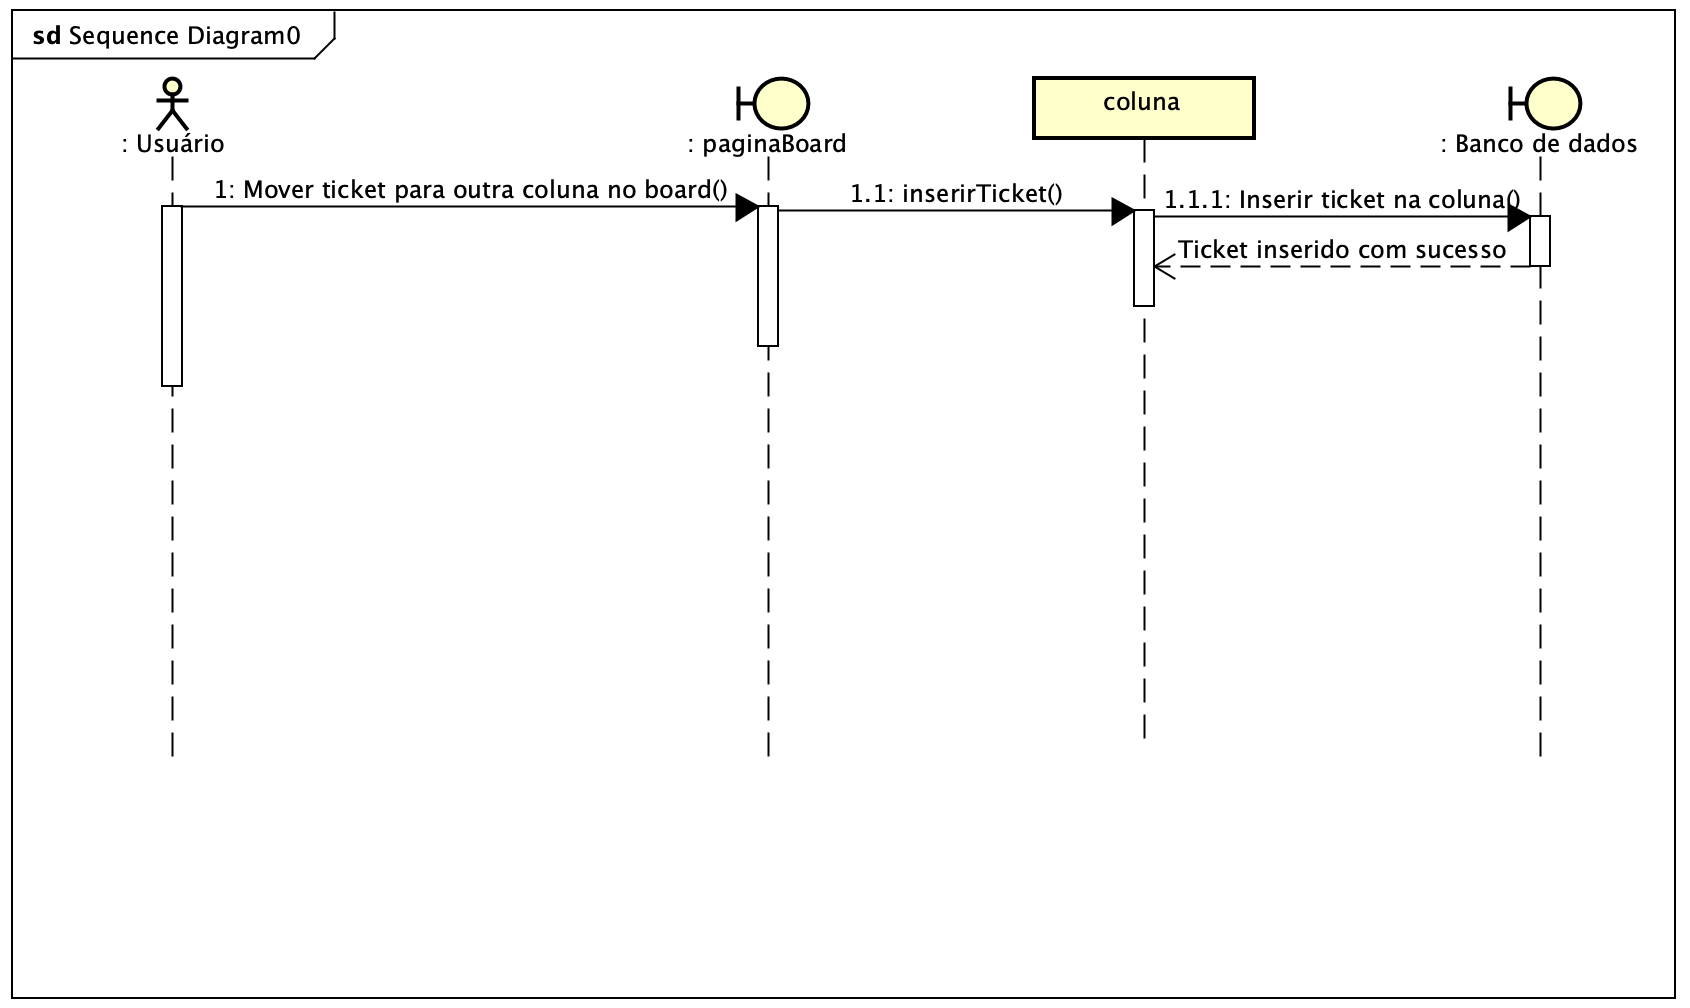 sd Sequence Diagram0
: Usuário
: paginaBoard
coluna
: Banco de dados
1: Mover ticket para outra coluna no board()
1.1: inserirTicket()
1.1.1: Inserir ticket na coluna()
Ticket inserido com sucesso